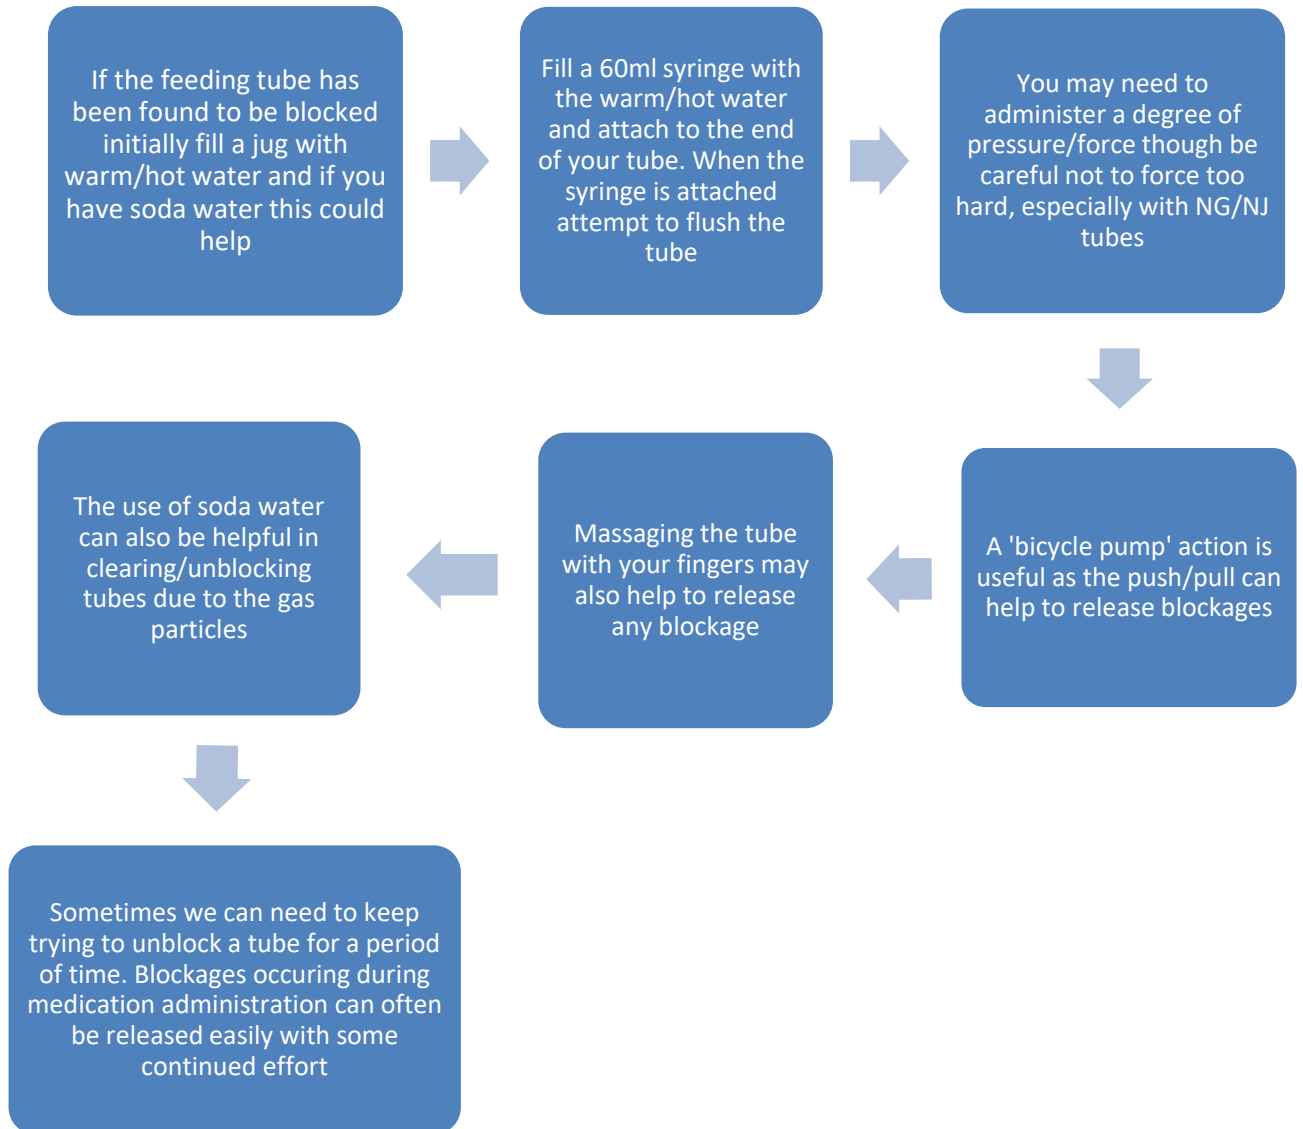 If the feeding tube has
been found to be blocked
initially fill a jug with
warm/hot water and if you
have soda water this could
help
Fill a 60ml syringe with
the warm/hot water
and attach to the end
of your tube. When the
syringe is attached
attempt to flush the
tube
You may need to
administer a degree of
pressure/force though be
careful not to force too
hard, especially with NG/NJ
tubes
A 'bicycle pump' action is
useful as the push/pull can
help to release blockages
Massaging the tube
with your fingers may
also help to release
any blockage
The use of soda water
can also be helpful in
clearing/unblocking
tubes due to the gas
particles
Sometimes we can need to keep
trying to unblock a tube for a period
of time. Blockages occuring during
medication administration can often
be released easily with some
continued effort